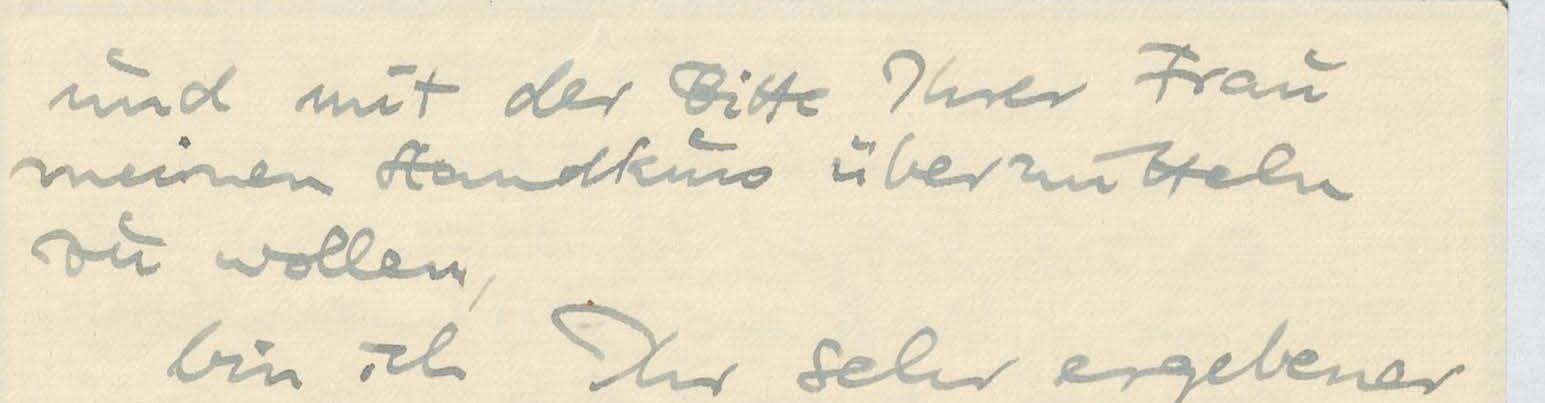 und mit der Bitte Ihrer Frau
meinen Handkuss übermitteln
zu wollen,
bin ich Ihr sehr ergebener